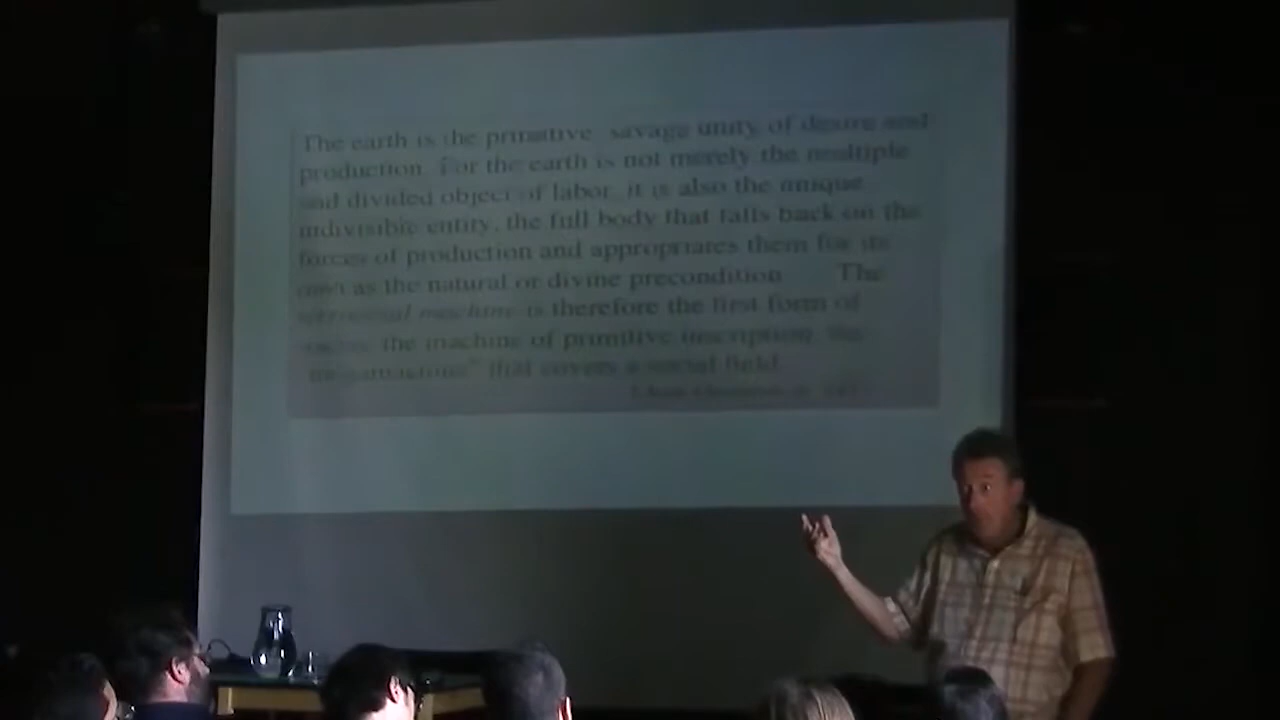 The earth is the primitive savage unity of desire and
production. For the earth is not merely the multiple
and divided object of labor, it is also the unique
indivisible entity, the full body that falls back on the
forces of production and appropriates them for its
own as the natural or divine precondition The
territorial machine is therefore the first form of
the machine of primitive inscription, the
that covers a social field.